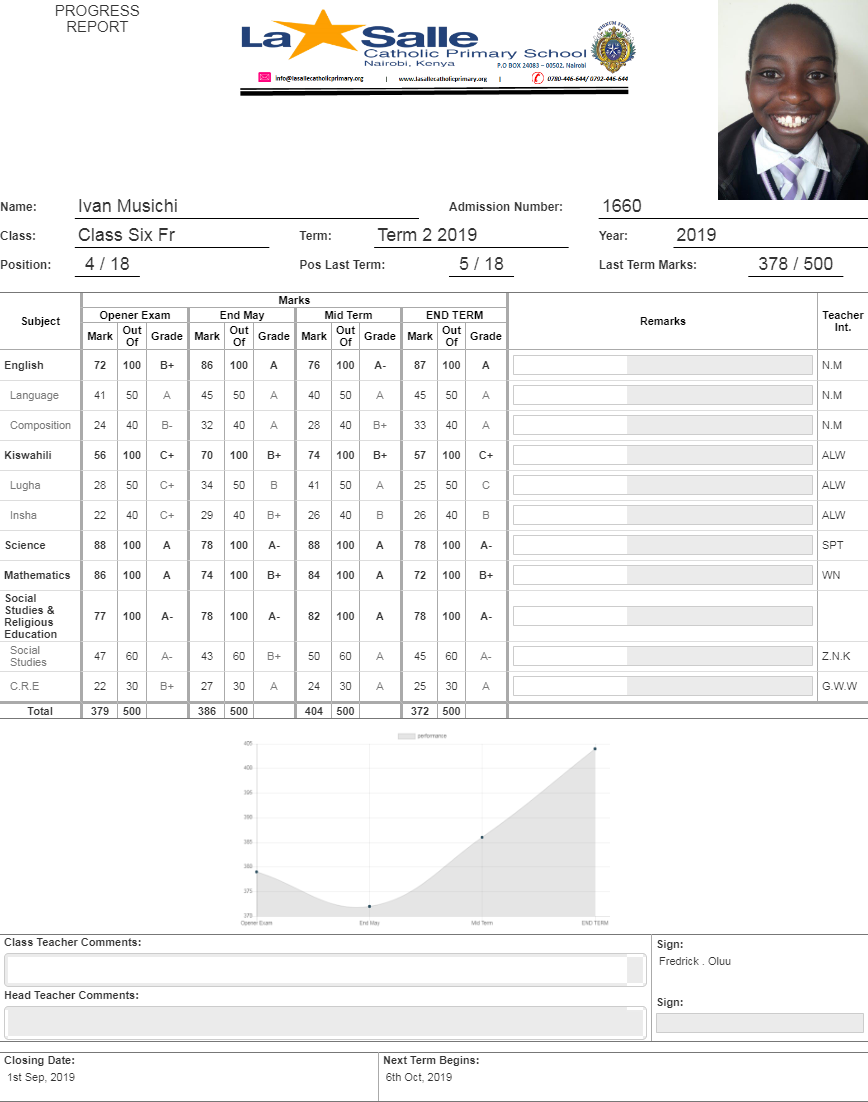 PROGRESS
REPORT
La Salle
Catholic Primary School
Nairobi, Kenya
P.O BOX 24083 – 00502. Nairobi
info@lasallecatholicprimary.org | www.lasallecatholicprimary.org | 0780-446-644/ 0792-446-644
Name: Ivan Musichi Admission Number: 1660
Class: Class Six Fr Term: Term 2 2019 Year: 2019
Position: 4 / 18 Pos Last Term: 5 / 18 Last Term Marks: 378 / 500
Marks
Subject Opener Exam End May Mid Term END TERM Remarks Teacher Int.
Mark Out Of Grade Mark Out Of Grade Mark Out Of Grade Mark Out Of Grade
English 72 100 B+ 86 100 A 76 100 A- 87 100 A N.M
Language 41 50 A 45 50 A 40 50 A 45 50 A N.M
Composition 24 40 B- 32 40 A 28 40 B+ 33 40 A N.M
Kiswahili 56 100 C+ 70 100 B+ 74 100 B+ 57 100 C+ ALW
Lugha 28 50 C+ 34 50 B 41 50 A 25 50 C ALW
Insha 22 40 C+ 29 40 B+ 26 40 B 26 40 B ALW
Science 88 100 A 78 100 A- 88 100 A 78 100 A- SPT
Mathematics 86 100 A 74 100 B+ 84 100 A 72 100 B+ WN
Social Studies & Religious Education 77 100 A- 78 100 A- 82 100 A 78 100 A-
Social Studies 47 60 A- 43 60 B+ 50 60 A 45 60 A- Z.N.K
C.R.E 22 30 B+ 27 30 A 24 30 A 25 30 A G.W.W
Total 379 500 386 500 404 500 372 500
performance
405
400
395
390
385
380
375
370
Opener Exam End May Mid Term END TERM
Class Teacher Comments: Sign:
Fredrick . Oluu
Head Teacher Comments: Sign:
Closing Date: Next Term Begins:
1st Sep, 2019 6th Oct, 2019